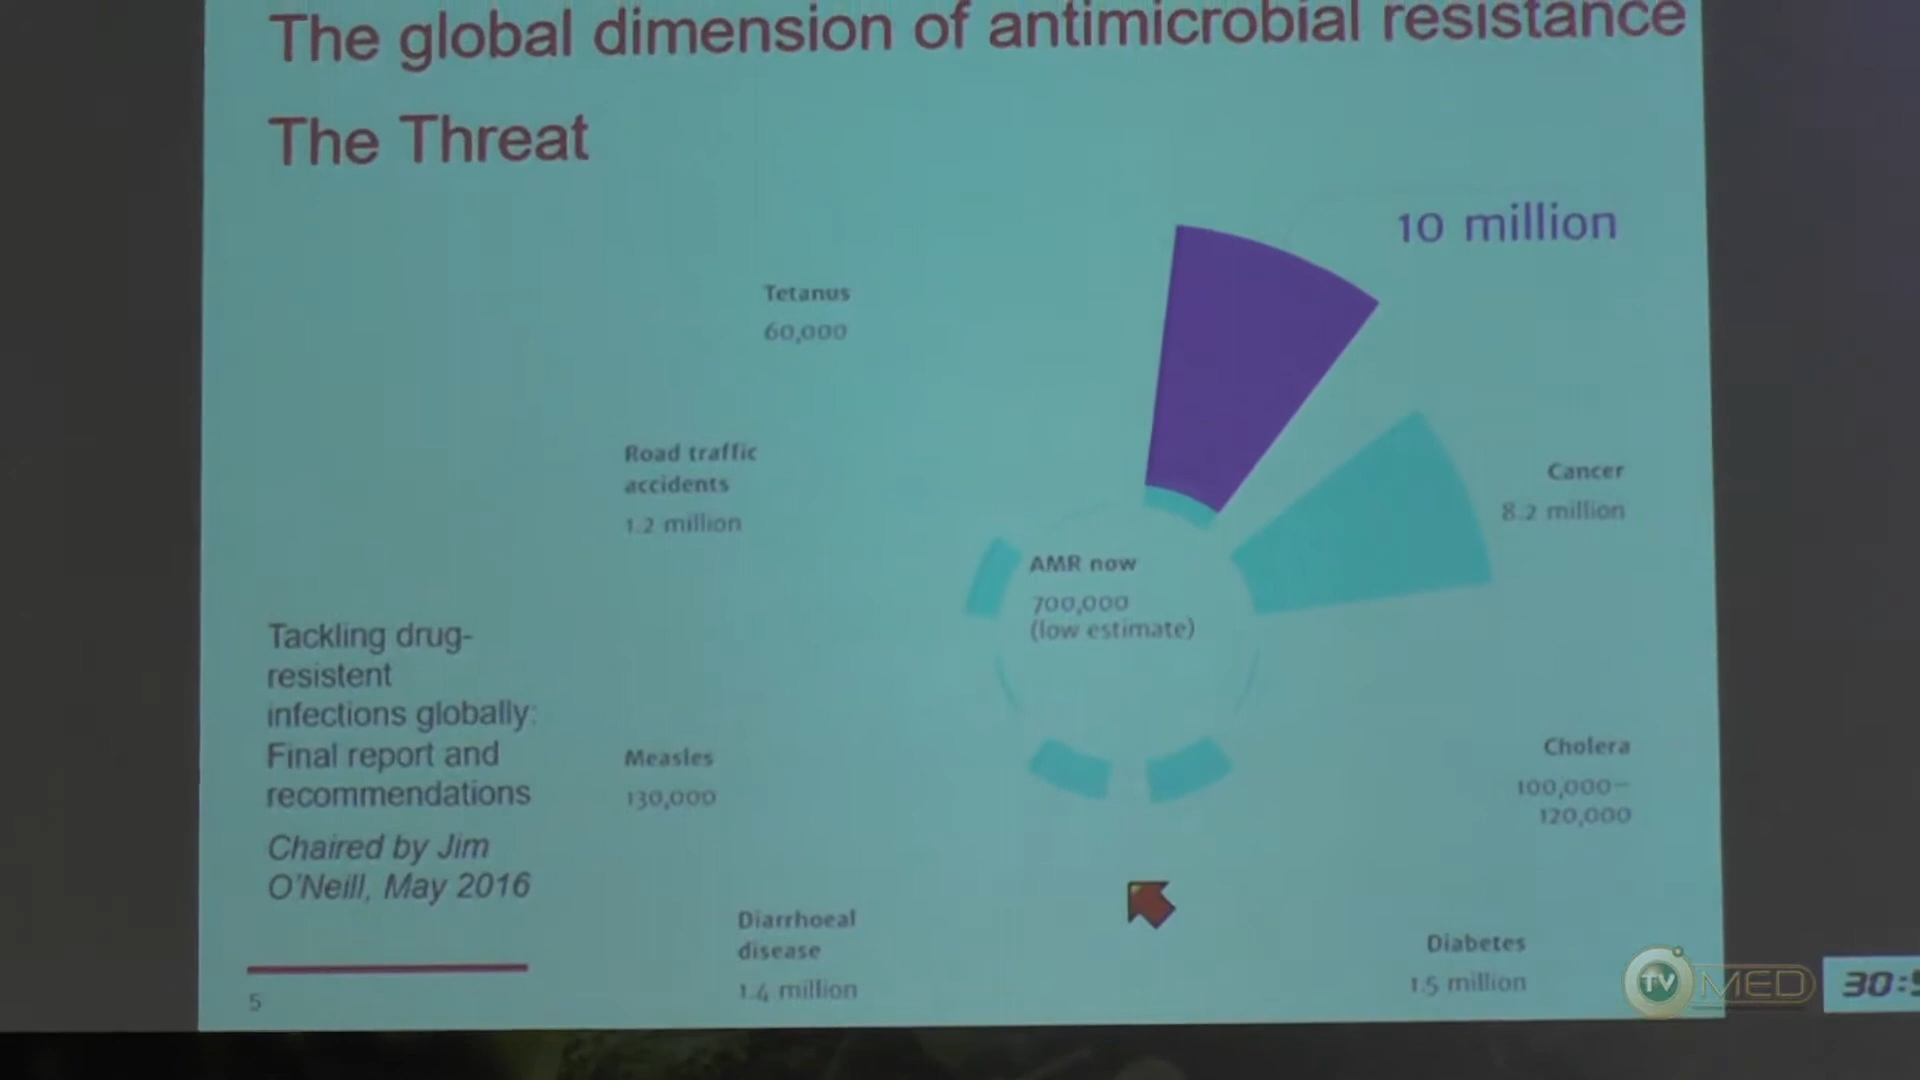 The global dimension of antimicrobial resistance
The Threat
10 million
Tetanus
60,000
Road traffic
accidents
1.2 million
Cancer
8.2 million
AMR now
700,000
(low estimate)
Tackling drug-
resistent
infections globally:
Final report and
recommendations
Chaired by Jim
O'Neill, May 2016
Measles
130,000
Cholera
100,000–
120,000
Diarrhoeal
disease
1.4 million
Diabetes
1.5 million
5
TV MED
30: